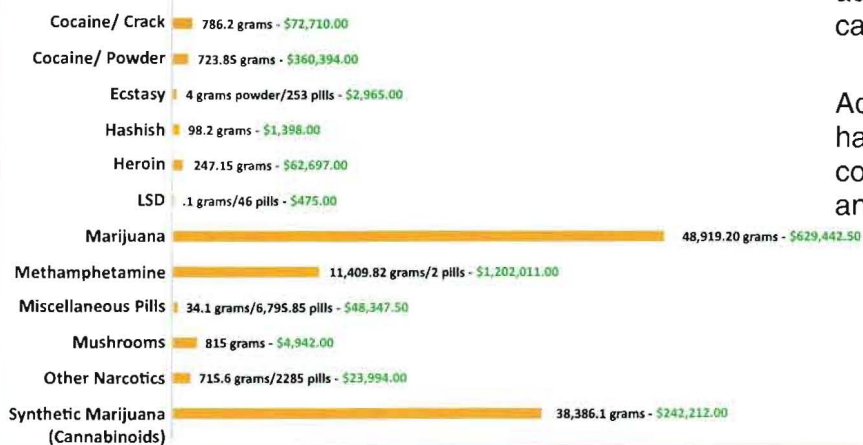 Cocaine/ Crack 786.2 grams - $72,710.00
Cocaine/ Powder 723.85 grams - $360,394.00
Ecstasy 4 grams powder/253 pills - $2,965.00
Hashish 98.2 grams - $1,398.00
Heroin 247.15 grams - $62,697.00
LSD .1 grams/46 pills - $475.00
Marijuana 48,919.20 grams - $629,442.50
Methamphetamine 11,409.82 grams/2 pills - $1,202,011.00
Miscellaneous Pills 34.1 grams/6,795.85 pills - $48,347.50
Mushrooms 815 grams - $4,942.00
Other Narcotics 715.6 grams/2285 pills - $23,994.00
Synthetic Marijuana 38,386.1 grams - $242,212.00
(Cannabinoids)
ca
Ac
ha
co
an